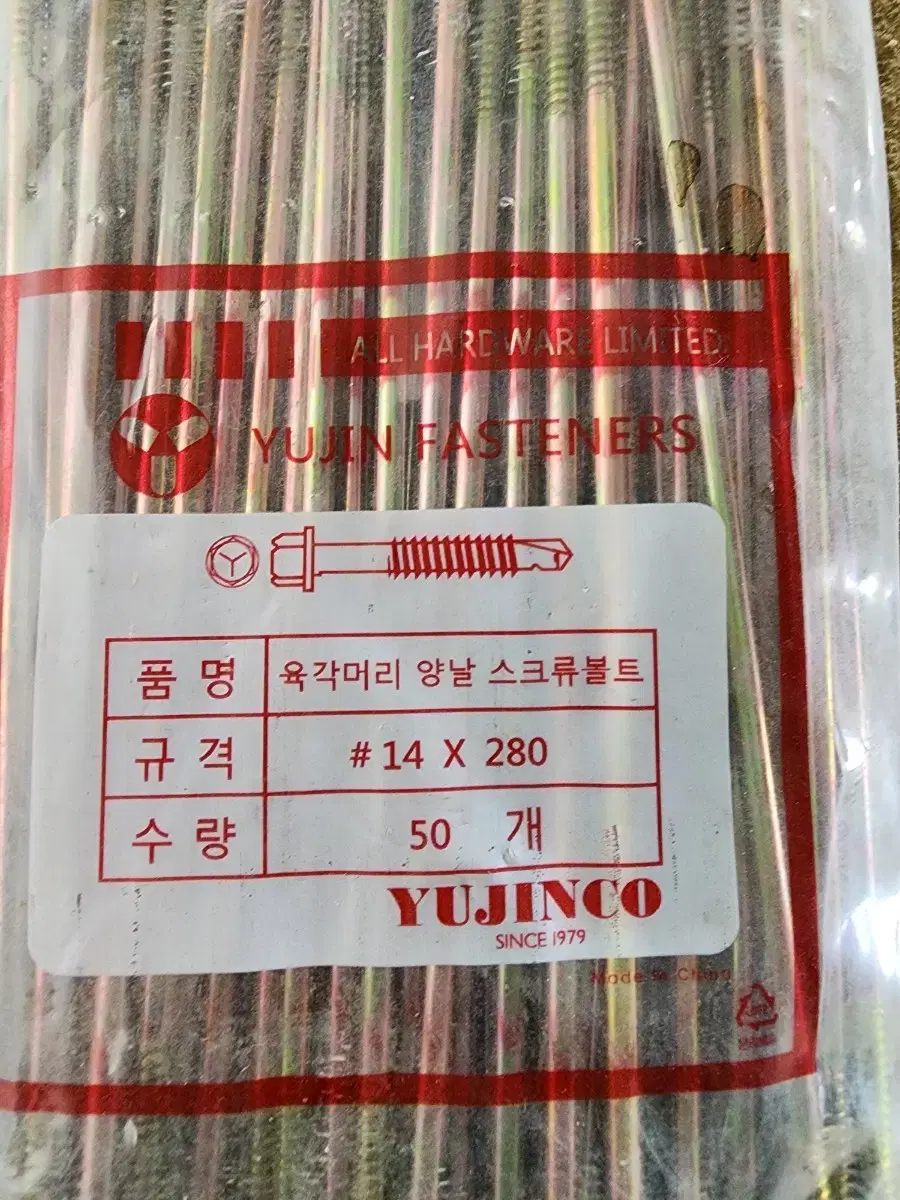 ALL HARDWARE LIMITED
YUJIN FASTENERS
품 명 육각머리 양날 스크류볼트
규 격 # 14 X 280
수 량 50 개
YUJINCO
SINCE 1979
Made in China